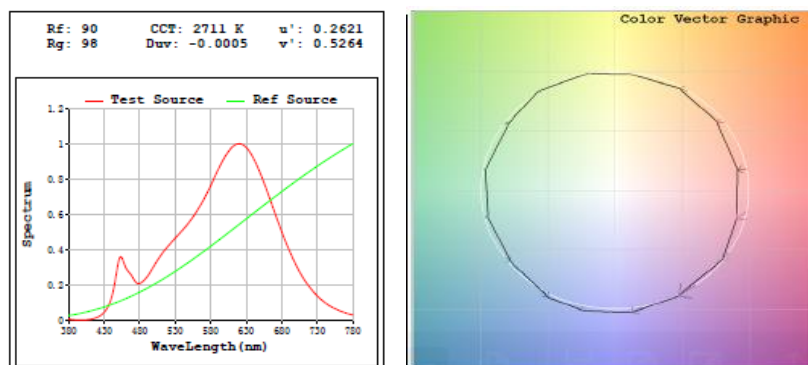 Rf: 90 CCT: 2711 K u': 0.2621
Rg: 98 Duv: -0.0005 v': 0.5264
Test Source Ref Source
1.2
1
0.8
0.6
0.4
0.2
0
Spectrum
380 430 480 530 580 630 680 730 780
WaveLength(nm)
Color Vector Graphic